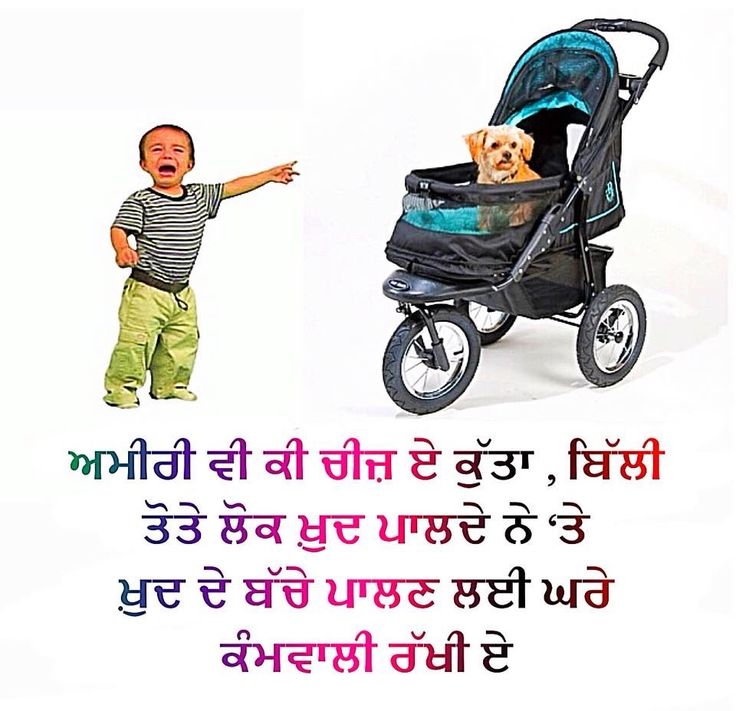 ਅਮੀਰੀ ਵੀ ਕੀ ਚੀਜ਼ ਏ ਕੁੱਤਾ , ਬਿੱਲੀ
ਤੋਤੇ ਲੋਕ ਖ਼ੁਦ ਪਾਲਦੇ ਨੇ ‘ਤੇ
ਖ਼ੁਦ ਦੇ ਬੱਚੇ ਪਾਲਣ ਲਈ ਘਰੇ
ਕੰਮਵਾਲੀ ਰੱਖੀ ਏ